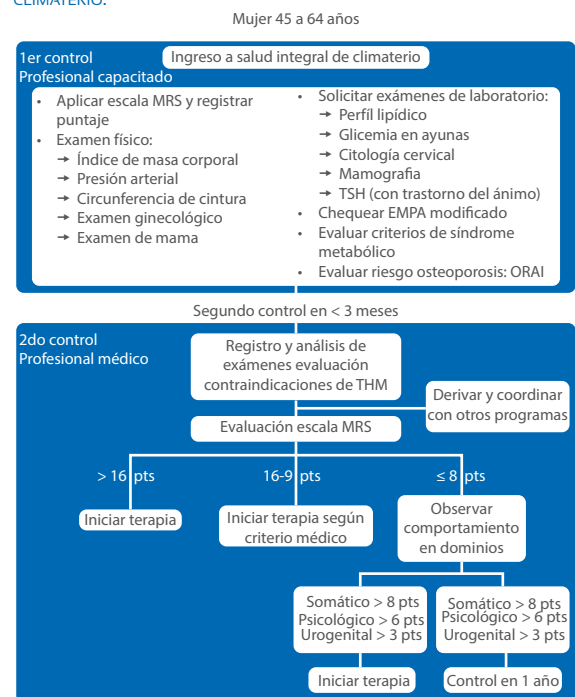 CLIMATERIO.
Mujer 45 a 64 años
1er control
Profesional capacitado
Ingreso a salud integral de climaterio
• Aplicar escala MRS y registrar
puntaje
• Examen físico:
→ Índice de masa corporal
→ Presión arterial
→ Circunferencia de cintura
→ Examen ginecológico
→ Examen de mama
• Solicitar exámenes de laboratorio:
→ Perfíl lipídico
→ Glicemia en ayunas
→ Citología cervical
→ Mamografia
→ TSH (con trastorno del ánimo)
• Chequear EMPA modificado
• Evaluar criterios de síndrome
metabólico
• Evaluar riesgo osteoporosis: ORAI
Segundo control en < 3 meses
2do control
Profesional médico
Registro y análisis de
exámenes evaluación
contraindicaciones de THM
Derivar y coordinar
con otros programas
Evaluación escala MRS
> 16 pts
16-9 pts
≤ 8 pts
Iniciar terapia
Iniciar terapia según
criterio médico
Observar
comportamiento
en dominios
Somático > 8 pts
Psicológico > 6 pts
Urogenital > 3 pts
Somático > 8 pts
Psicológico > 6 pts
Urogenital > 3 pts
Iniciar terapia
Control en 1 año